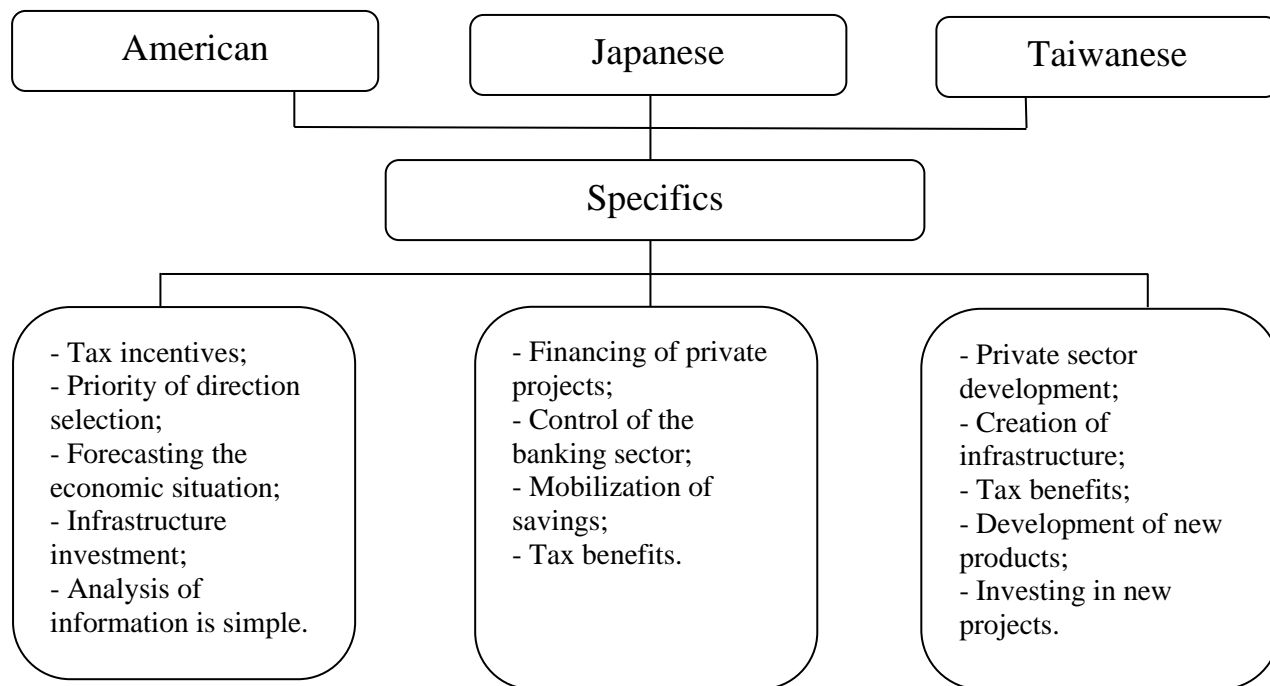 American
Japanese
Taiwanese
Specifics
- Tax incentives;
- Priority of direction
selection;
- Forecasting the
economic situation;
- Infrastructure
investment;
- Analysis of
information is simple.
- Financing of private
projects;
- Control of the
banking sector;
- Mobilization of
savings;
- Tax benefits.
- Private sector
development;
- Creation of
infrastructure;
- Tax benefits;
- Development of new
products;
- Investing in new
projects.